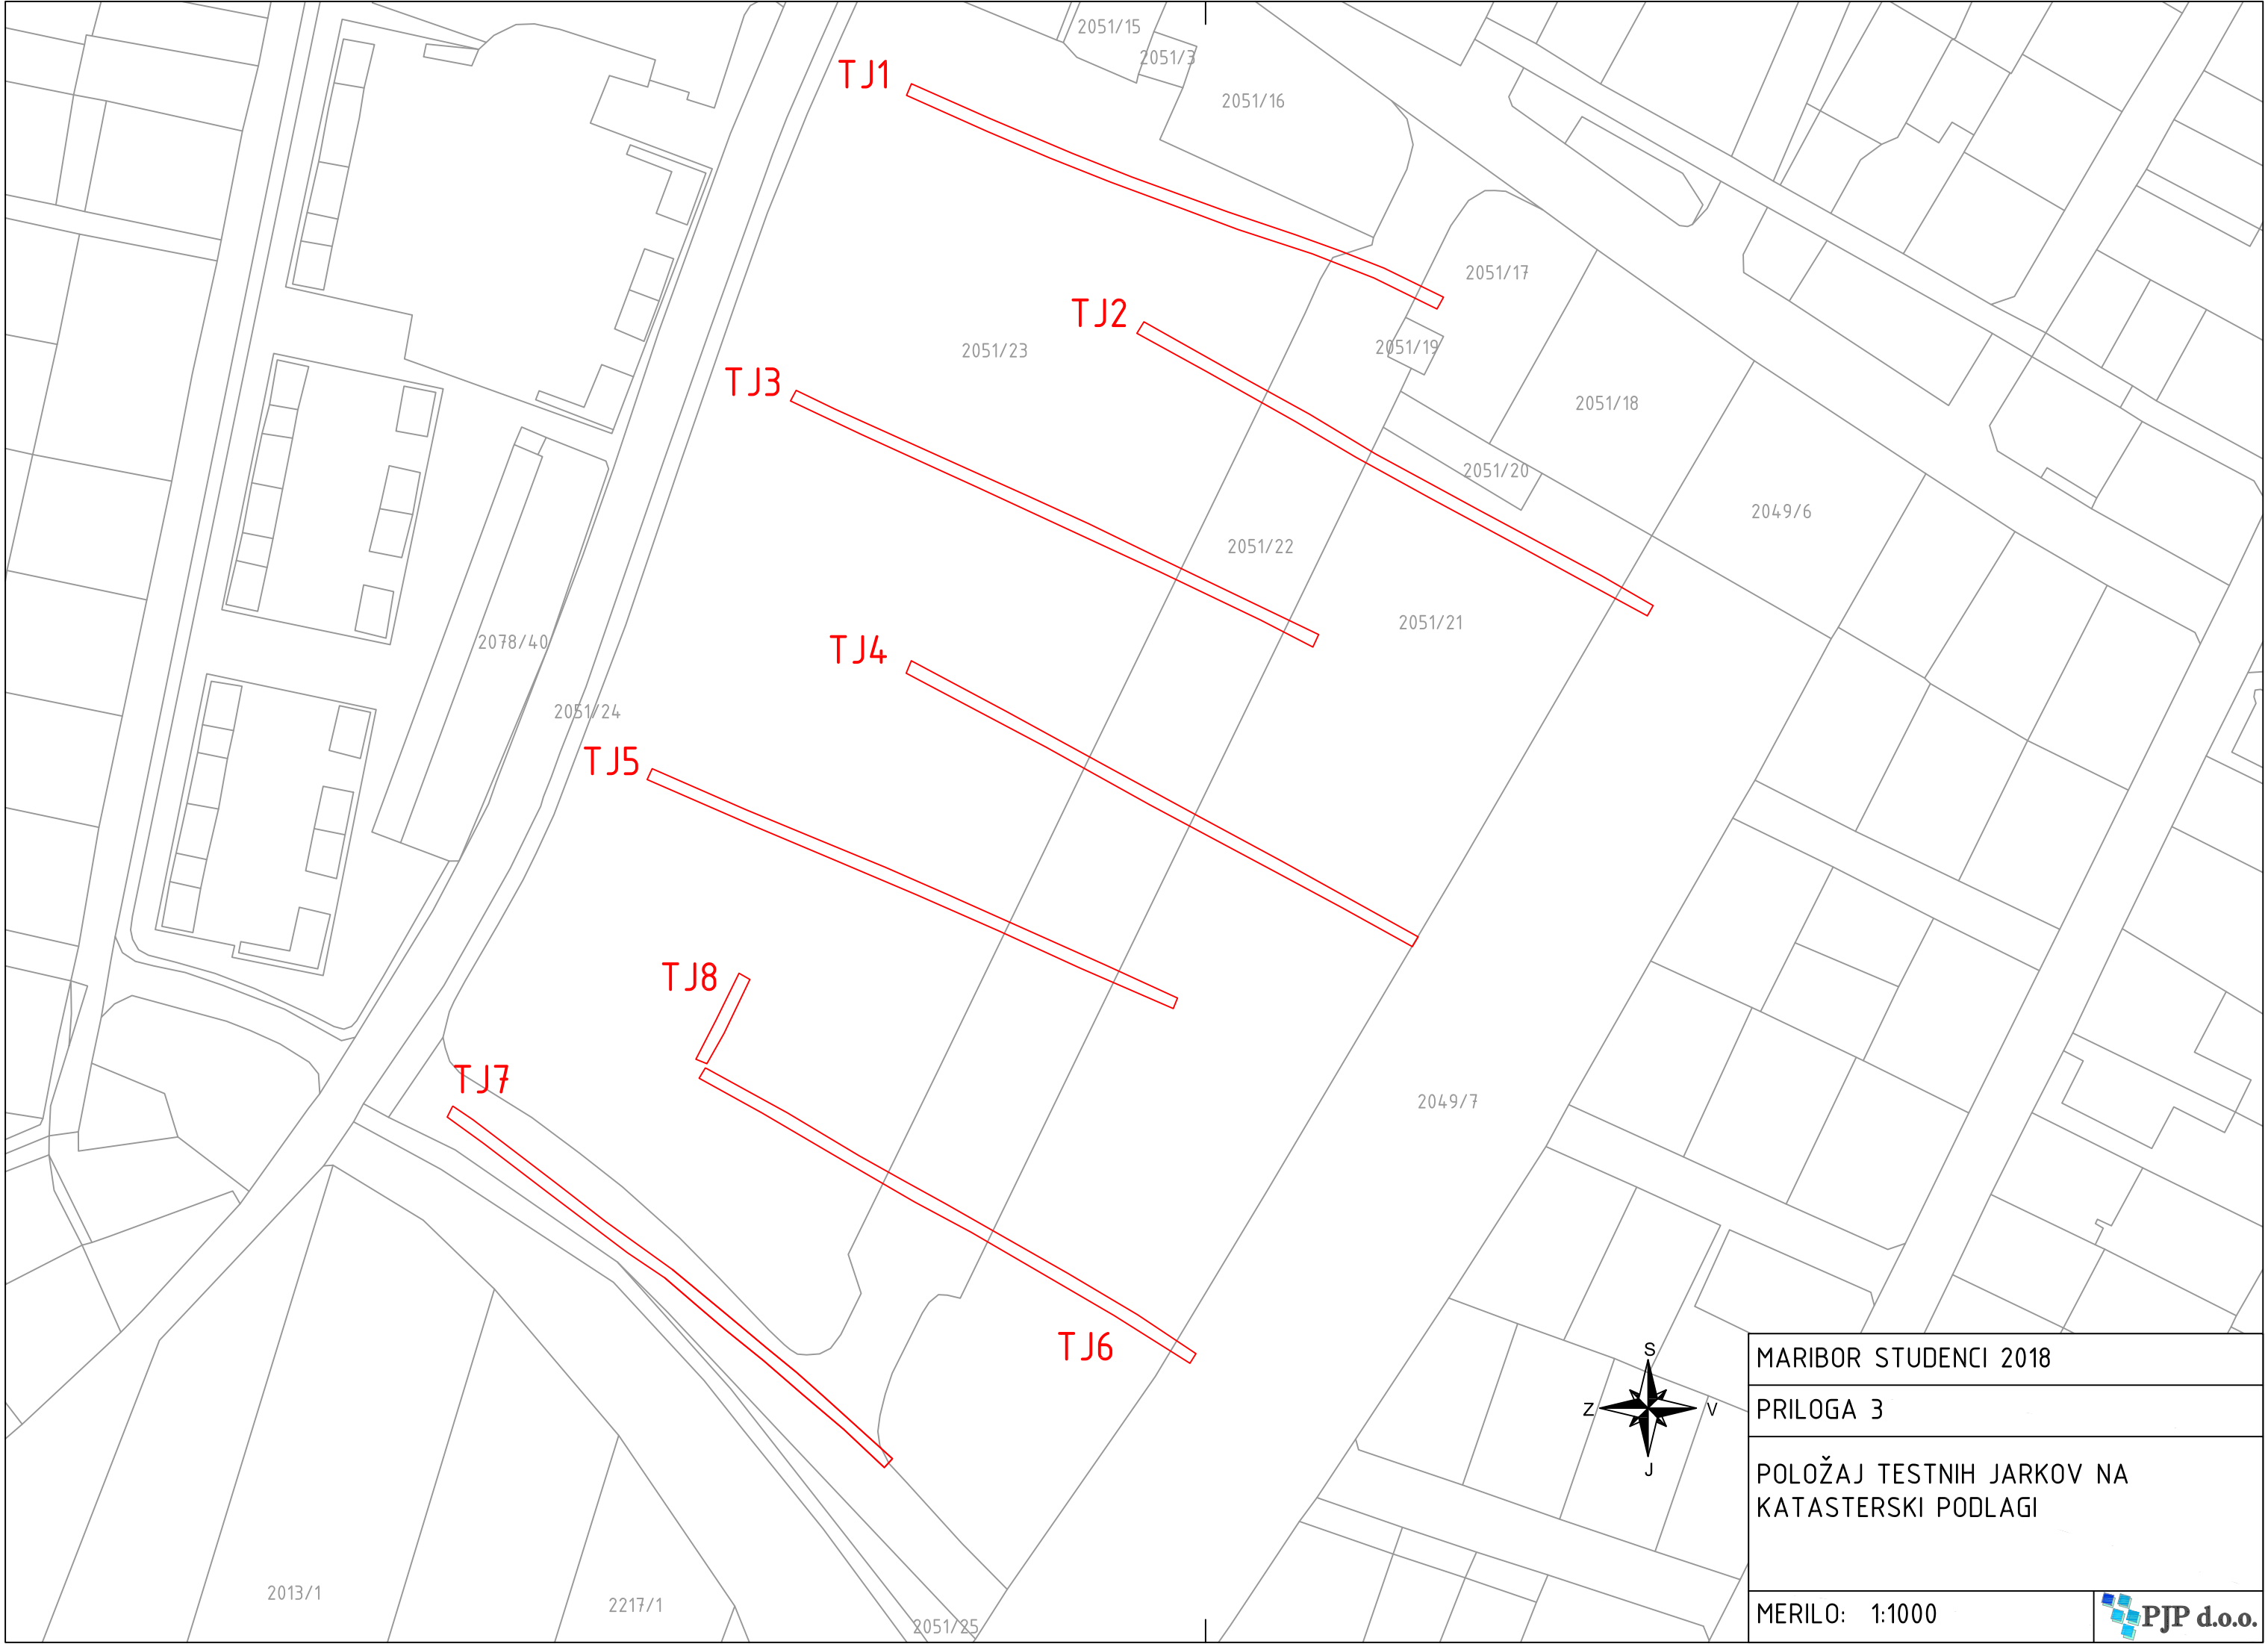 2051/15
2051/3
TJ1
2051/16
2051/17
TJ2
2051/19
2051/23
TJ3
2051/18
2051/20
2049/6
2051/22
2051/21
2078/40
TJ4
2051/24
TJ5
TJ8
TJ7
2049/7
TJ6
S
Z
V
J
2013/1
2217/1
2051/25
MARIBOR STUDENCI 2018
PRILOGA 3
POLOŽAJ TESTNIH JARKOV NA
KATASTERSKI PODLAGI
MERILO: 1:1000
PJP d.o.o.